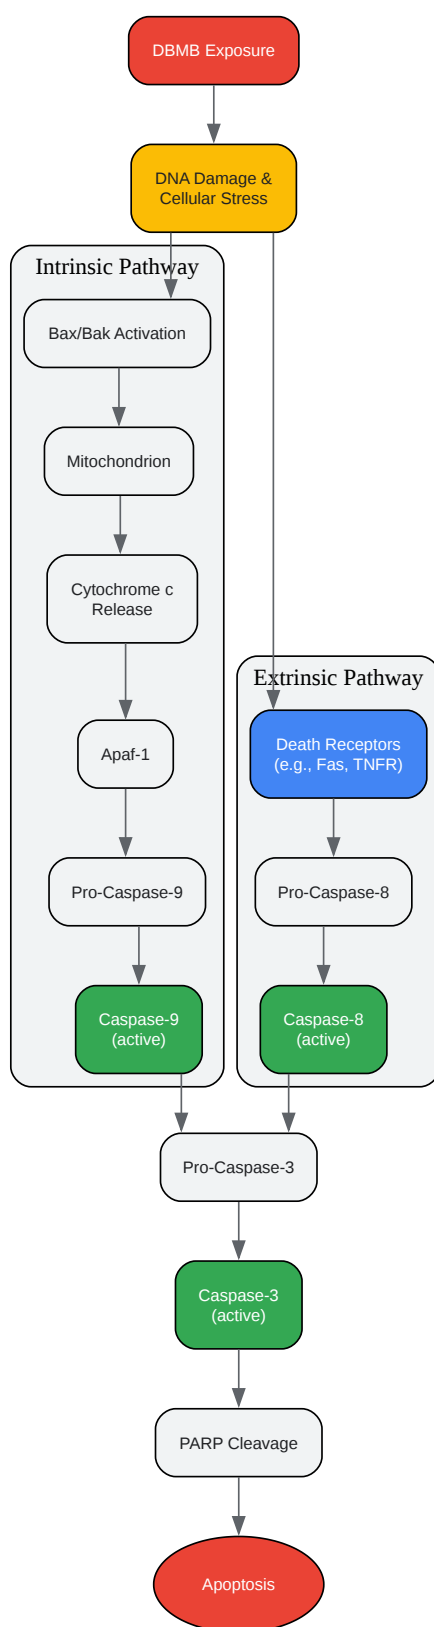 DBMB Exposure
DNA Damage &
Cellular Stress
Intrinsic Pathway
Bax/Bak Activation
Mitochondrion
Cytochrome c
Release
Apaf-1
Pro-Caspase-9
Caspase-9
(active)
Extrinsic Pathway
Death Receptors
(e.g., Fas, TNFR)
Pro-Caspase-8
Caspase-8
(active)
Pro-Caspase-3
Caspase-3
(active)
PARP Cleavage
Apoptosis